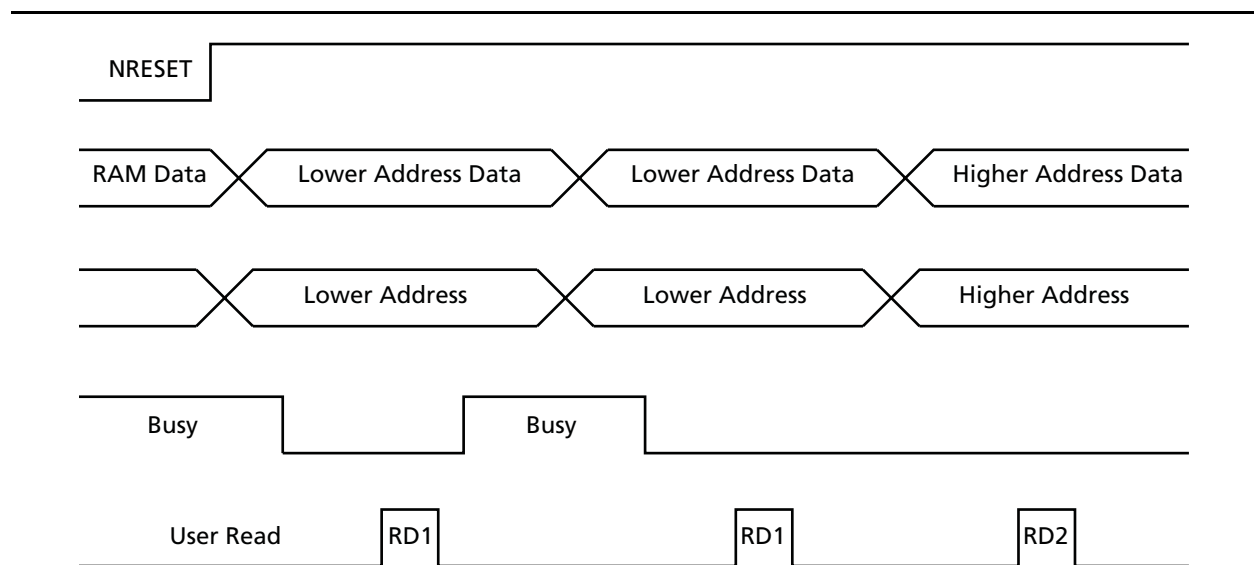 NRESET
RAM Data Lower Address Data Lower Address Data Higher Address Data
Lower Address Lower Address Higher Address
Busy Busy
User Read RD1 RD1 RD2